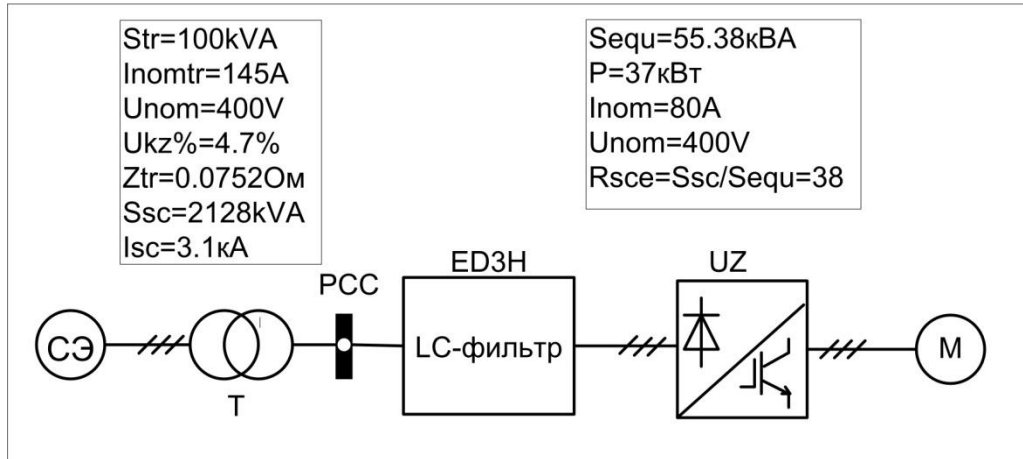 Str=100kVA
Inomtr=145A
Unom=400V
Ukz%=4.7%
Ztr=0.0752Ом
Ssc=2128kVA
Isc=3.1кА
Sequ=55.38кВА
P=37кВт
Inom=80A
Unom=400V
Rsce=Ssc/Sequ=38
PCC
ED3H
UZ
СЭ
T
LC-фильтр
M